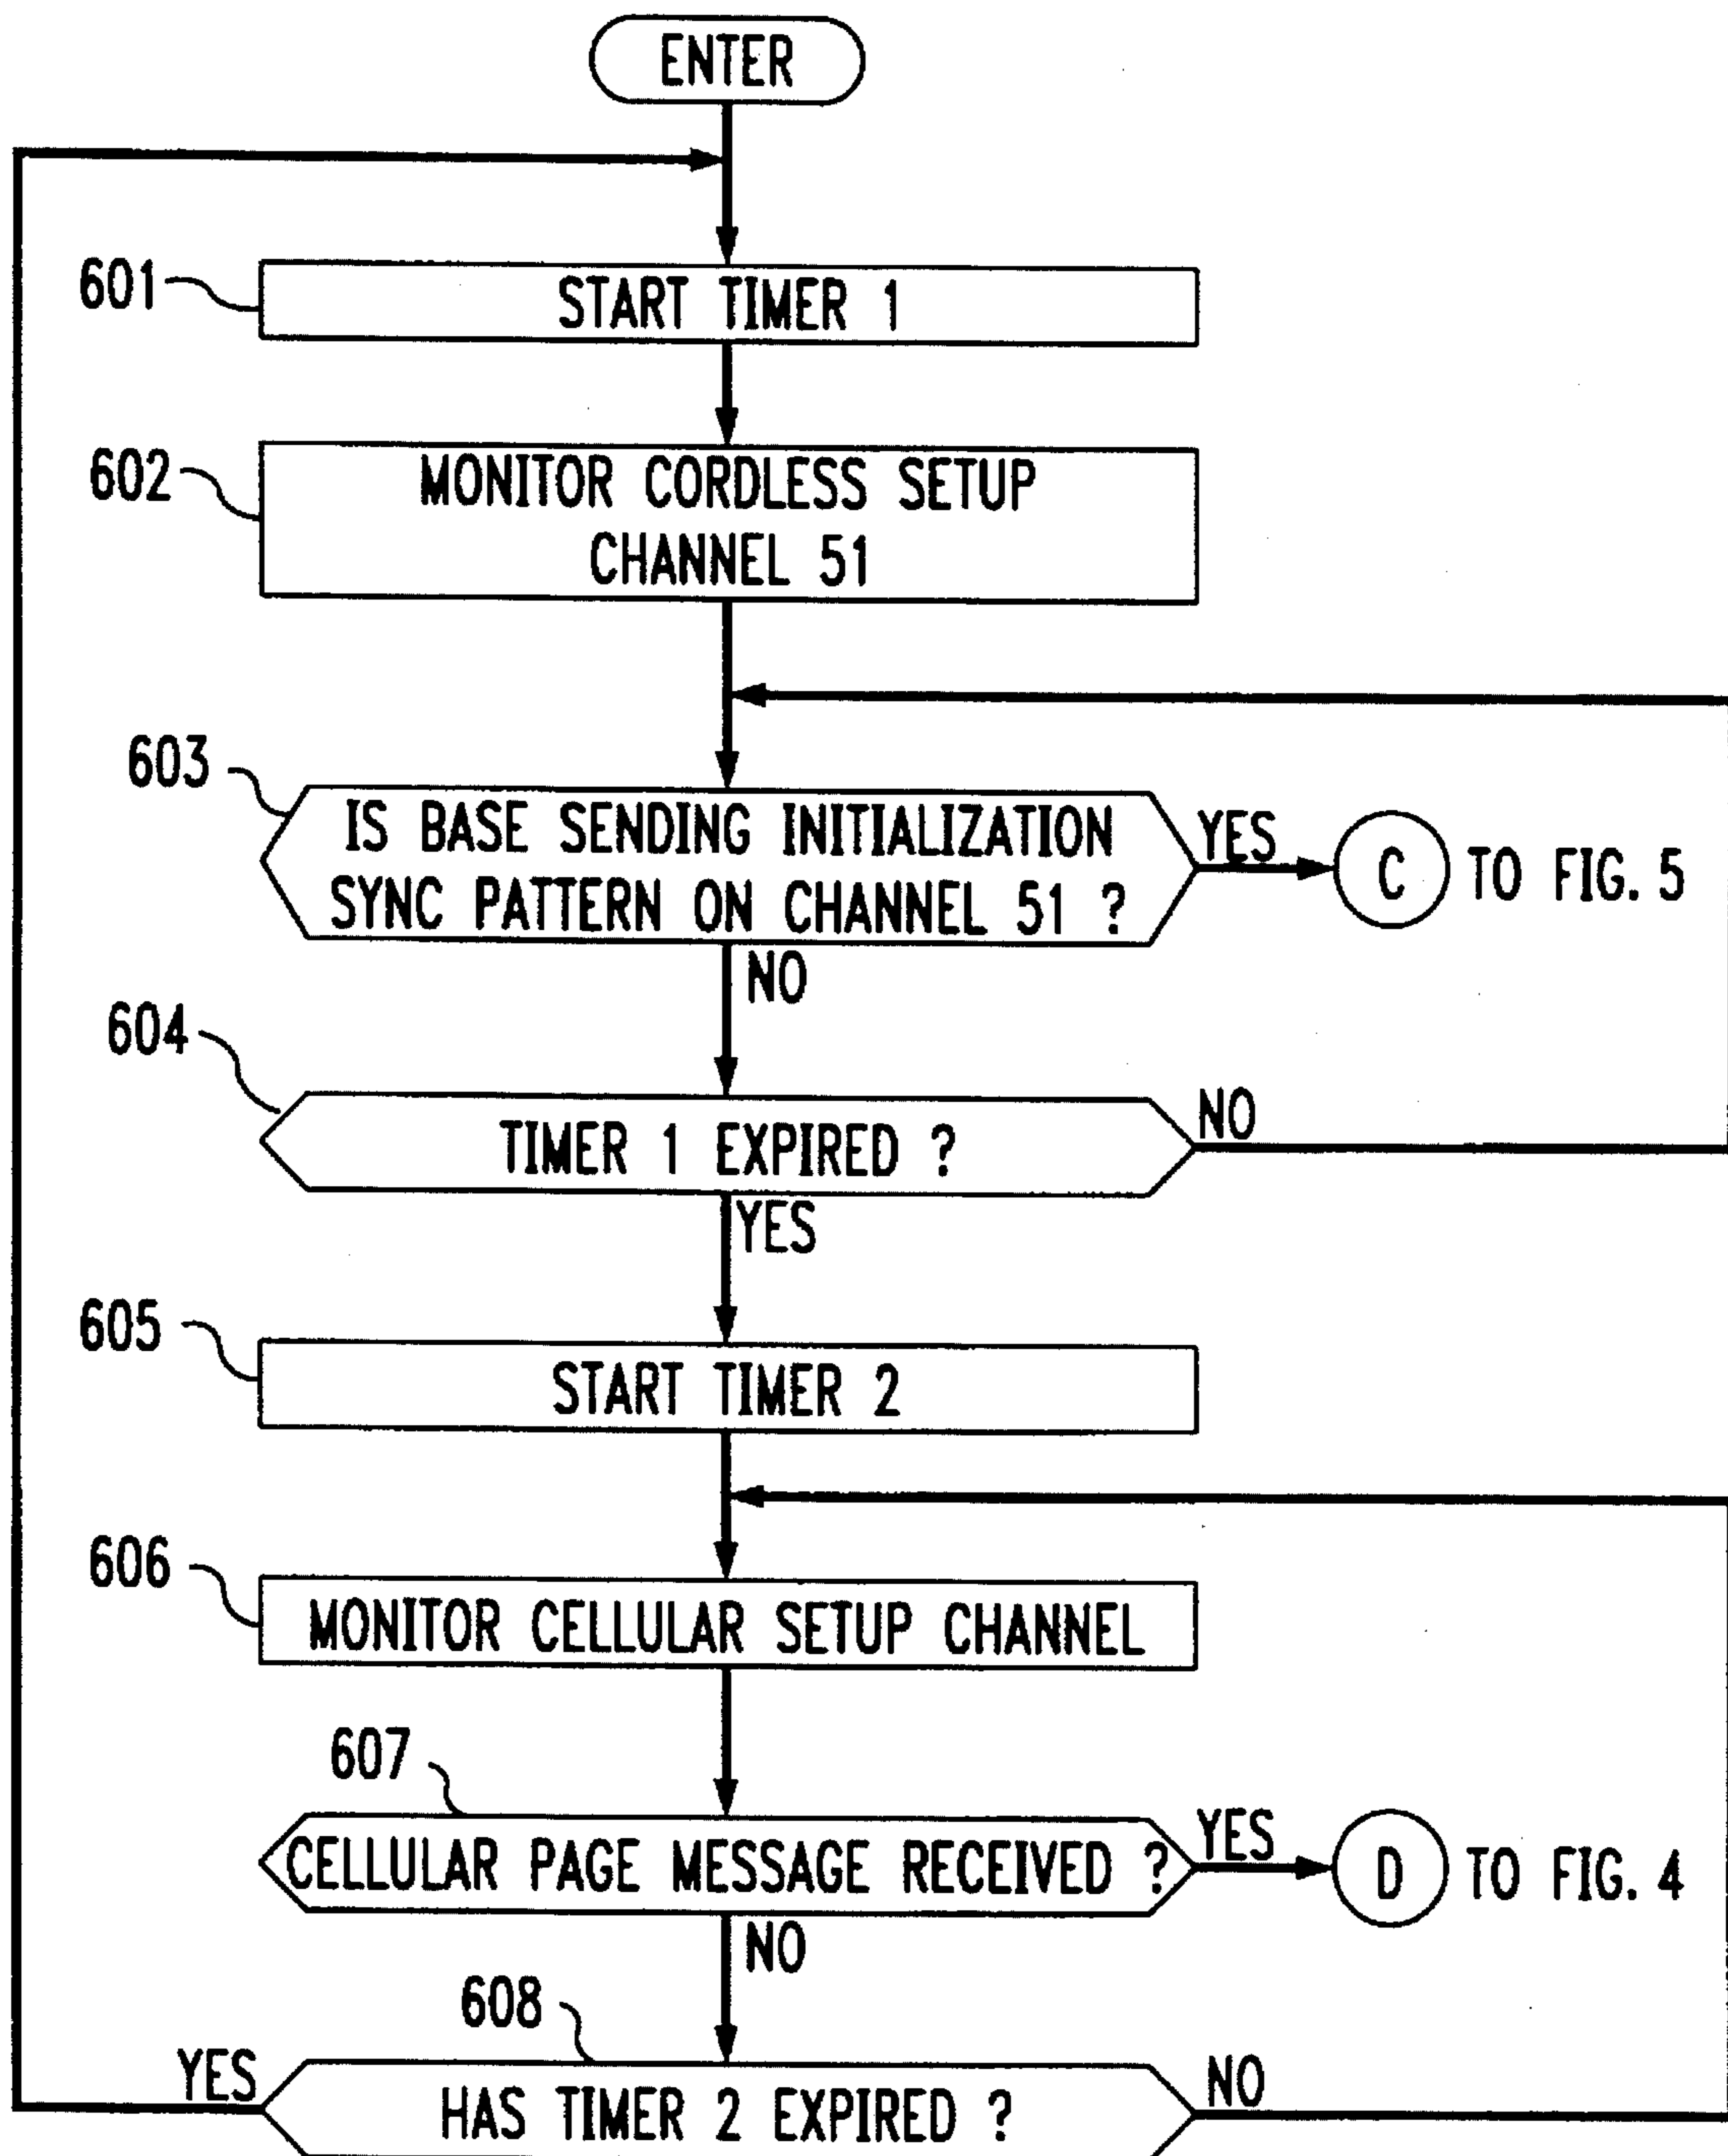 ENTER
601
START TIMER 1
602
MONITOR CORDLESS SETUP
CHANNEL 51
603
IS BASE SENDING INITIALIZATION
SYNC PATTERN ON CHANNEL 51 ?
YES
C
TO FIG. 5
NO
604
TIMER 1 EXPIRED ?
NO
YES
605
START TIMER 2
606
MONITOR CELLULAR SETUP CHANNEL
607
CELLULAR PAGE MESSAGE RECEIVED ?
YES
D
TO FIG. 4
NO
608
YES
HAS TIMER 2 EXPIRED ?
NO